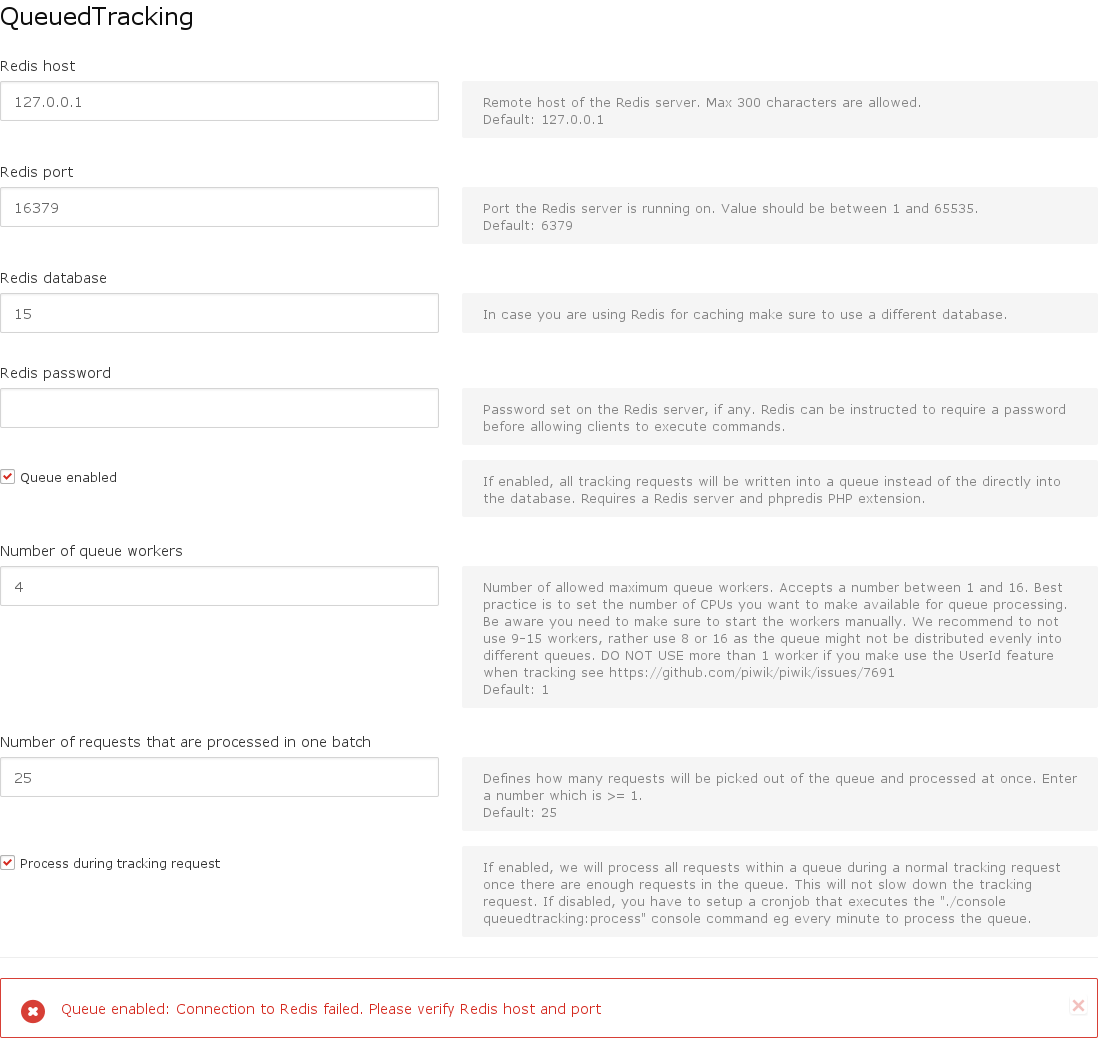 QueuedTracking
Redis host
127.0.0.1
Remote host of the Redis server. Max 300 characters are allowed.
Default: 127.0.0.1
Redis port
16379
Port the Redis server is running on. Value should be between 1 and 65535.
Default: 6379
Redis database
15
In case you are using Redis for caching make sure to use a different database.
Redis password
Password set on the Redis server, if any. Redis can be instructed to require a password
before allowing clients to execute commands.
Queue enabled
If enabled, all tracking requests will be written into a queue instead of the directly into
the database. Requires a Redis server and phpredis PHP extension.
Number of queue workers
4
Number of allowed maximum queue workers. Accepts a number between 1 and 16. Best
practice is to set the number of CPUs you want to make available for queue processing.
Be aware you need to make sure to start the workers manually. We recommend to not
use 9-15 workers, rather use 8 or 16 as the queue might not be distributed evenly into
different queues. DO NOT USE more than 1 worker if you make use the UserId feature
when tracking see https://github.com/piwik/piwik/issues/7691
Default: 1
Number of requests that are processed in one batch
25
Defines how many requests will be picked out of the queue and processed at once. Enter
a number which is >= 1.
Default: 25
Process during tracking request
If enabled, we will process all requests within a queue during a normal tracking request
once there are enough requests in the queue. This will not slow down the tracking
request. If disabled, you have to setup a cronjob that executes the "./console
queuedtracking:process" console command eg every minute to process the queue.
Queue enabled: Connection to Redis failed. Please verify Redis host and port